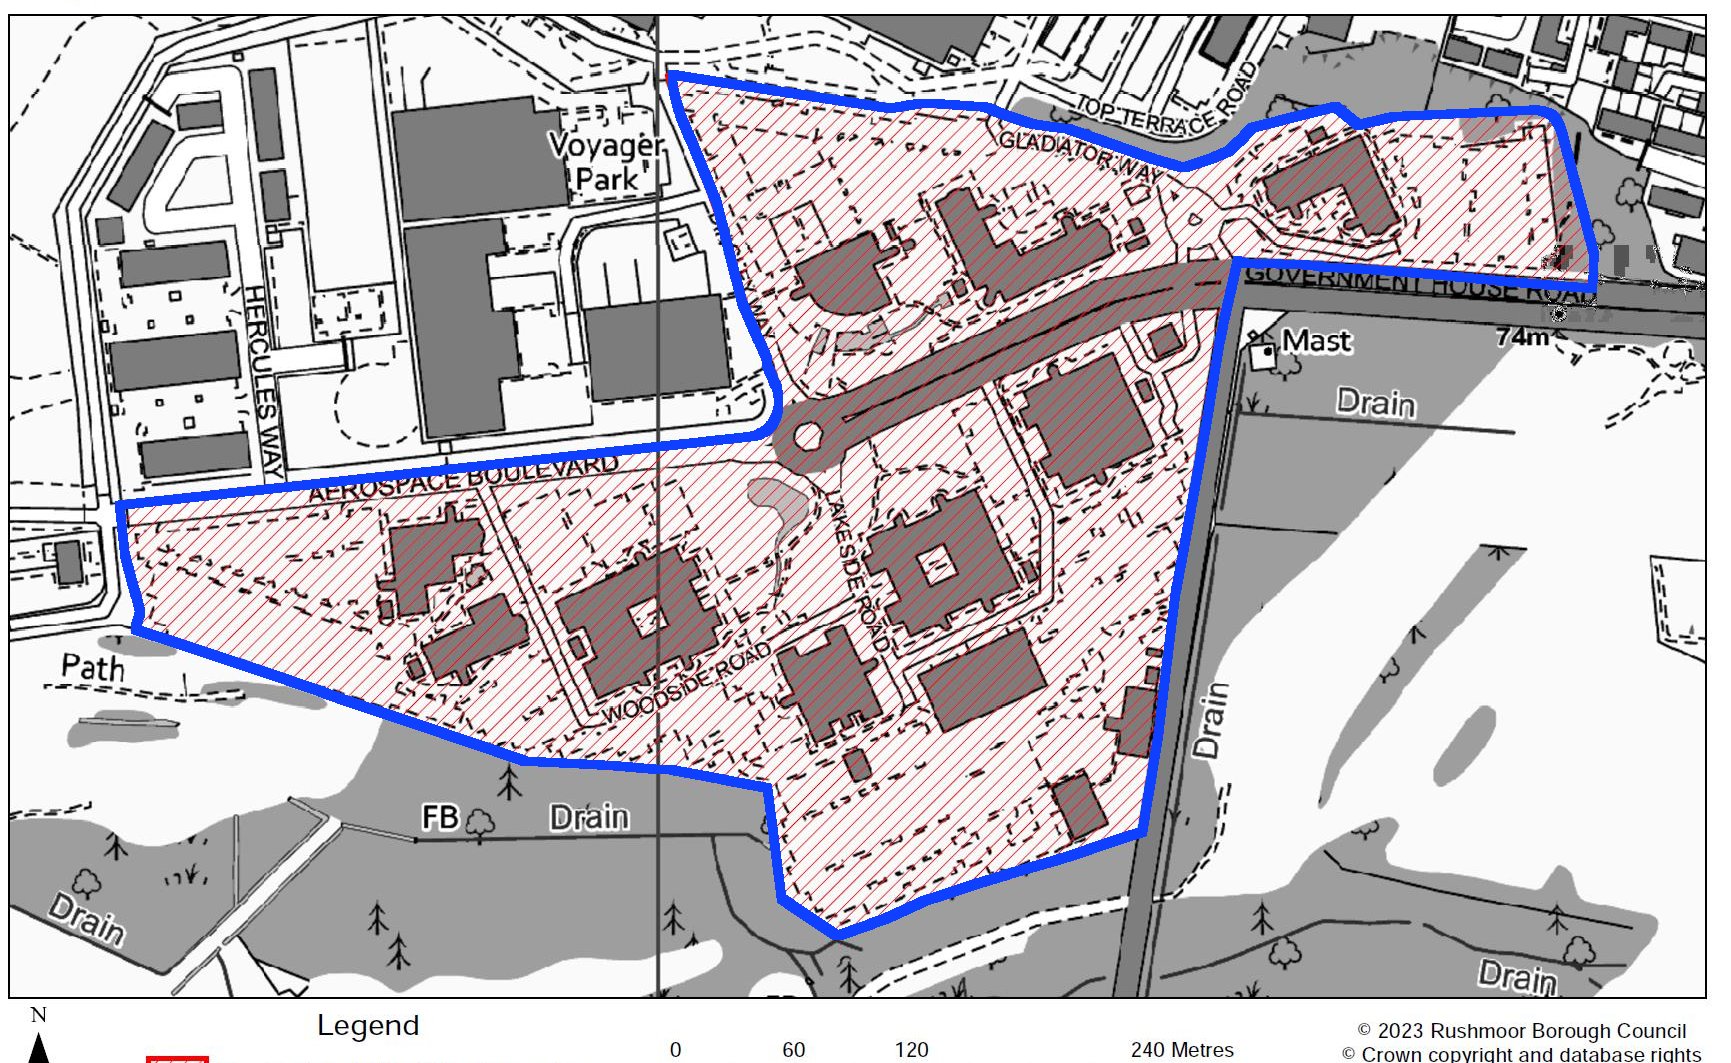 TOP TERRACE ROAD
GLADIATOR WAY
Voyager
Park
WAY
GOVERNMENT HOUSE ROAD
74m
Mast
Drain
HERCULES WAY
AEROSPACE BOULEVARD
LAKESIDE ROAD
WOODSIDE ROAD
Path
Drain
FB
Drain
Drain
Drain
N
Legend
0 60 120 240 Metres
© 2023 Rushmoor Borough Council
© Crown copyright and database rights